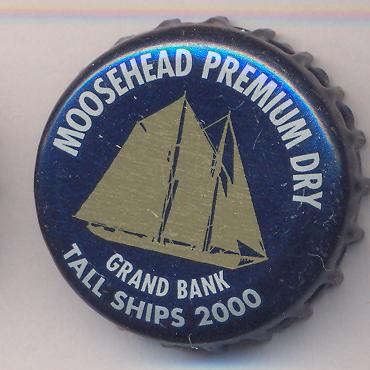 MOOSEHEAD PREMIUM DRY
GRAND BANK
TALL SHIPS 2000